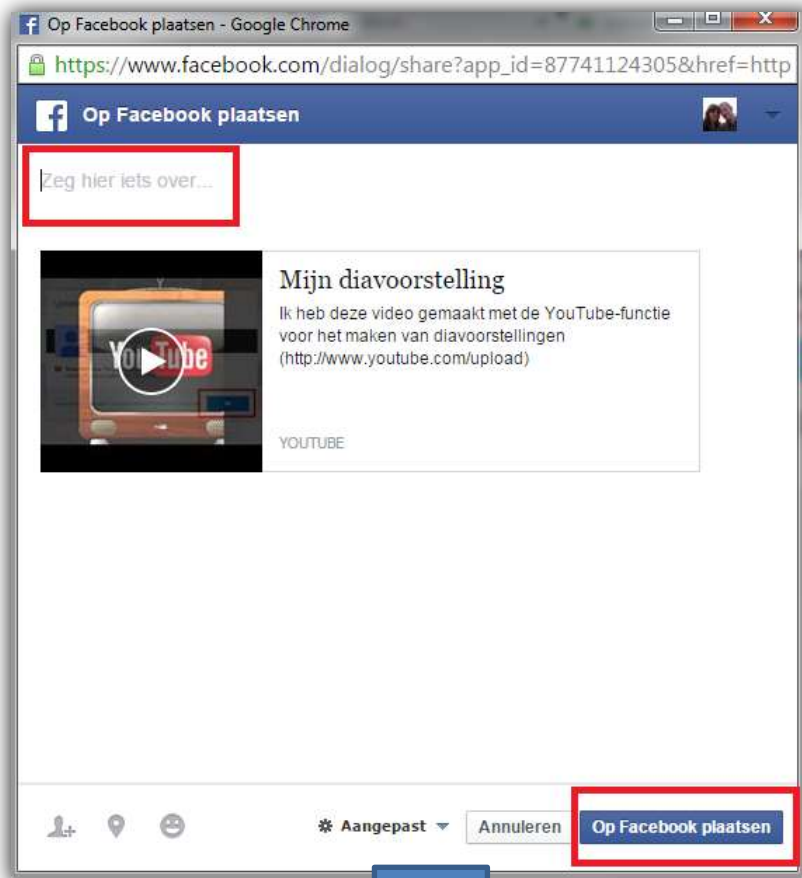 Op Facebook plaatsen - Google Chrome
https://www.facebook.com/dialog/share?app_id=87741124305&href=http
Op Facebook plaatsen
Zeg hier iets over...
Mijn diavoorstelling
Ik heb deze video gemaakt met de YouTube-functie
voor het maken van diavoorstellingen
(http://www.youtube.com/upload)
YouTube
YOUTUBE
Aangepast
Annuleren
Op Facebook plaatsen